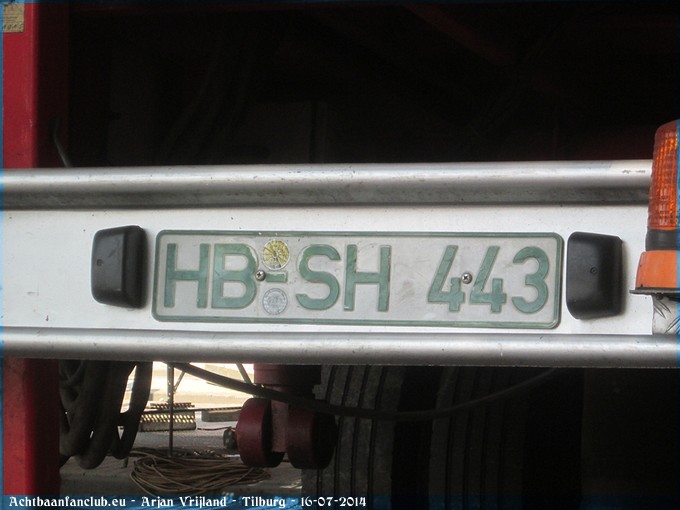 HB-SH 443
Achtbaanfanclub.eu - Arjan Vrijland - Tilburg - 16-07-2014